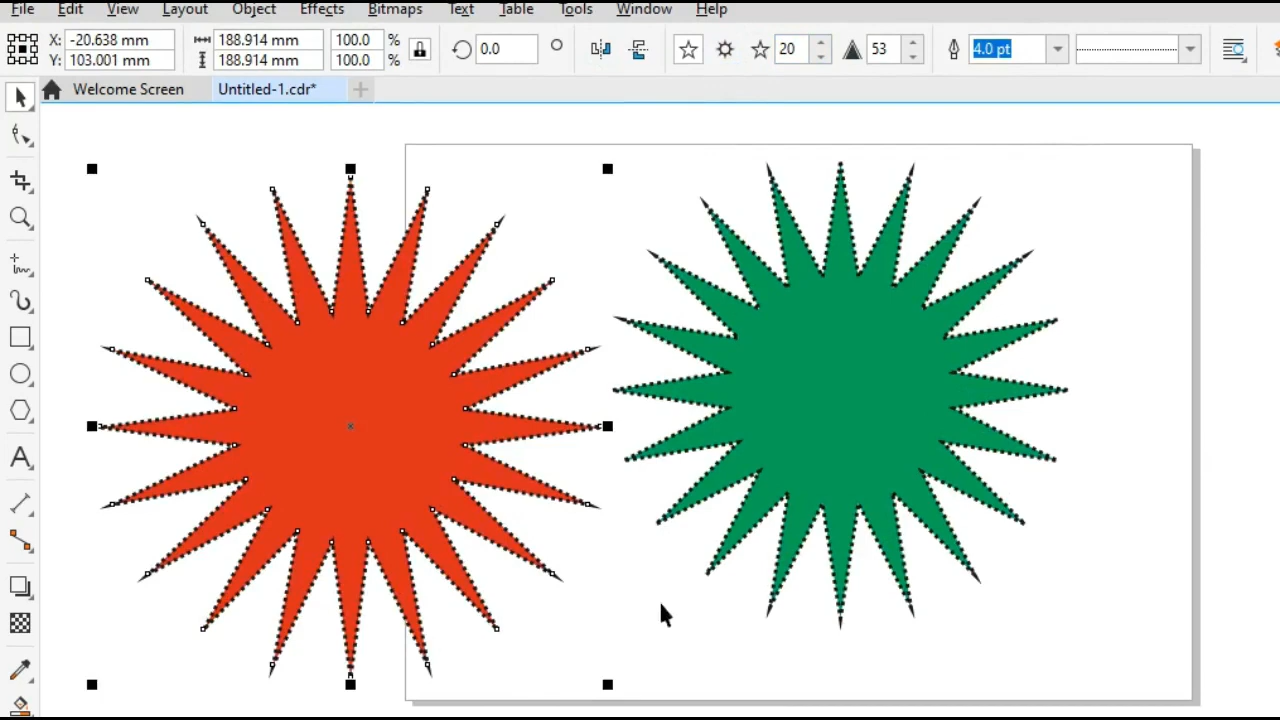 File Edit View Layout Object Effects Bitmaps Text Table Tools Window Help
X: -20.638 mm 188.914 mm 100.0 % 0.0 ° 20 53 4.0 pt
Y: 103.001 mm 188.914 mm 100.0 %
Welcome Screen Untitled-1.cdr*